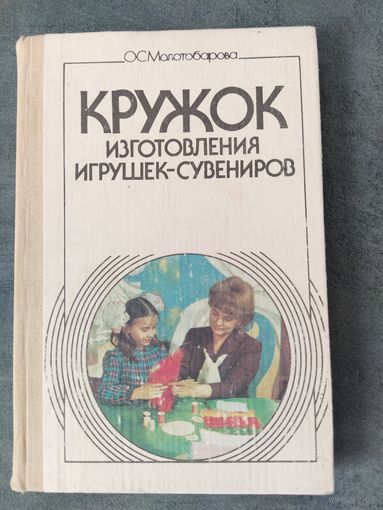 О.С.Молотобарова
КРУЖОК
ИЗГОТОВЛЕНИЯ
ИГРУШЕК-СУВЕНИРОВ